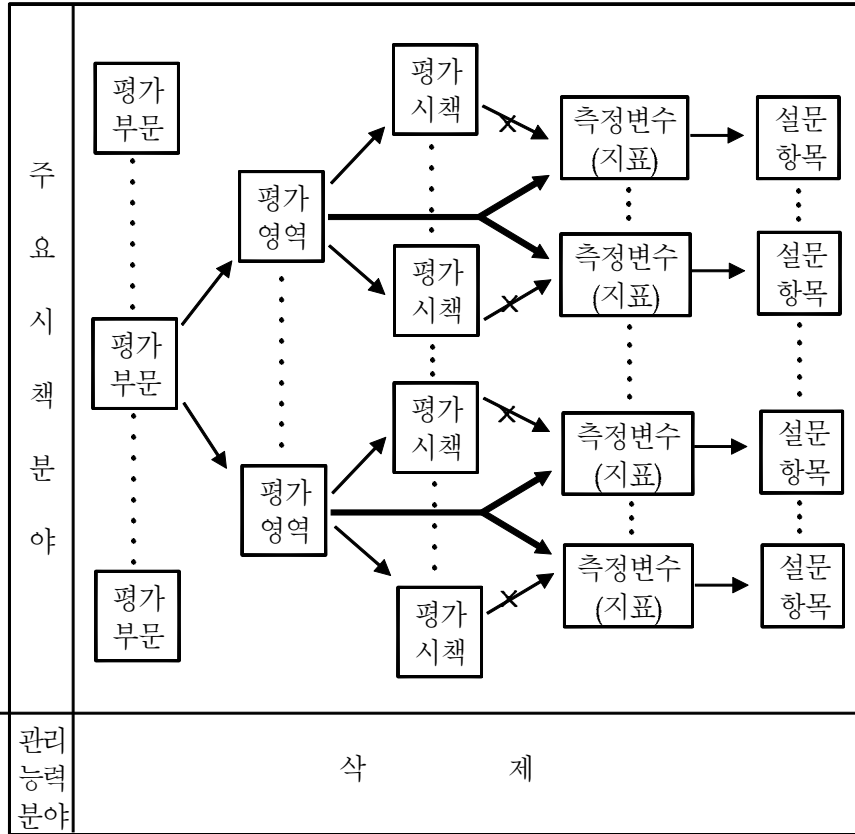 주
요
시
책
분
야
평가
부문
평가
부문
평가
부문
평가
영역
평가
영역
평가
시책
평가
시책
평가
시책
평가
시책
측정변수
(지표)
측정변수
(지표)
측정변수
(지표)
측정변수
(지표)
설문
항목
설문
항목
설문
항목
설문
항목
관리
능력
분야
삭 제